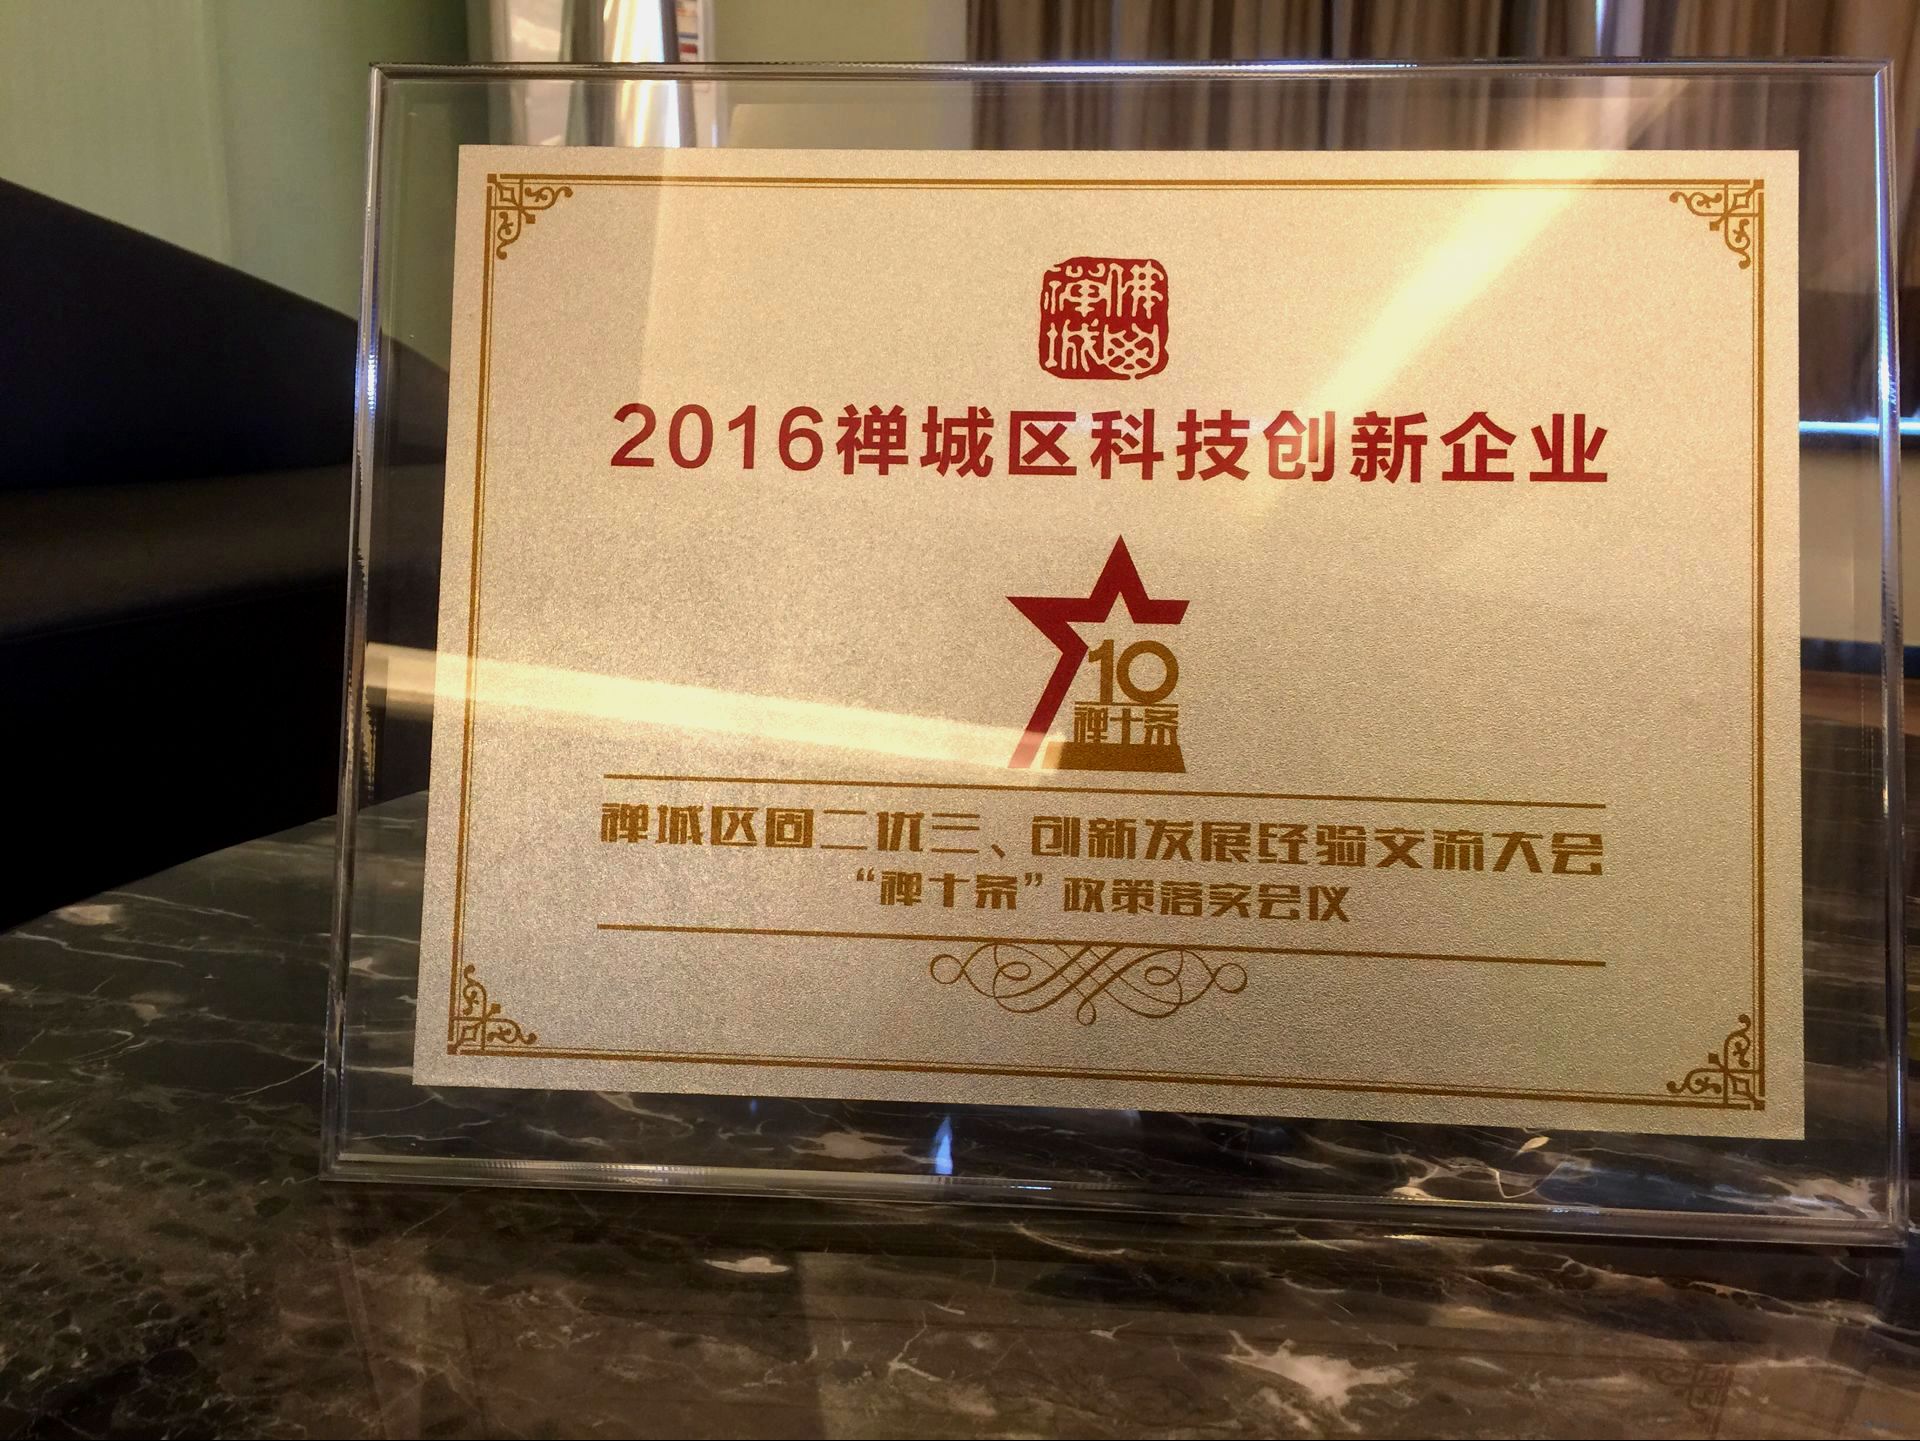 佛山
禅城
2016禅城区科技创新企业
10
禅十条
禅城区固二优三、创新发展经验交流大会
“禅十条”政策落实会议